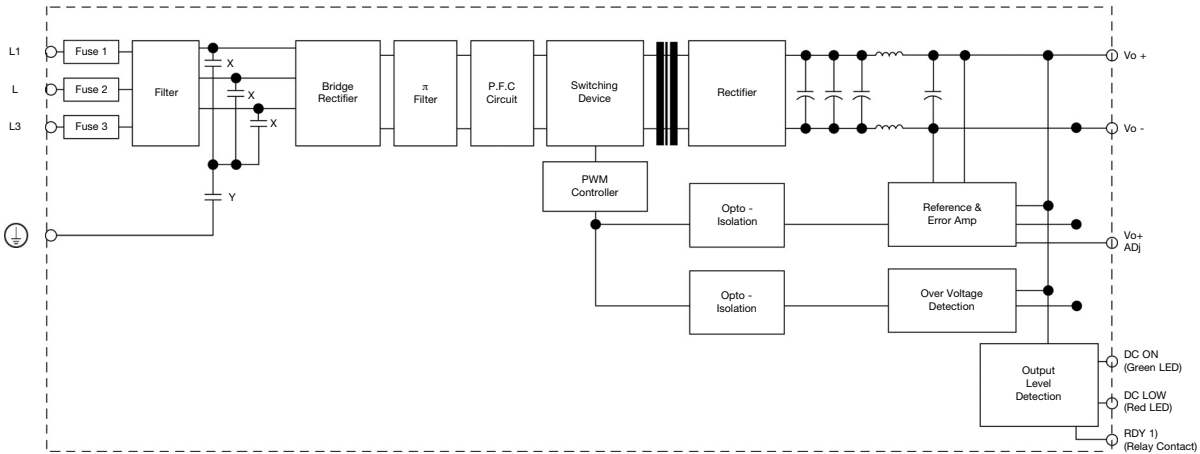 L1
Fuse 1
L
Fuse 2
L3
Fuse 3
Filter
X
X
X
Y
Bridge
Rectifier
π
Filter
P.F.C
Circuit
Switching
Device
Rectifier
Vo +
Vo -
PWM
Controller
Opto -
Isolation
Reference &
Error Amp
Vo+
ADj
Opto -
Isolation
Over Voltage
Detection
Output
Level
Detection
DC ON
(Green LED)
DC LOW
(Red LED)
RDY 1)
(Relay Contact)